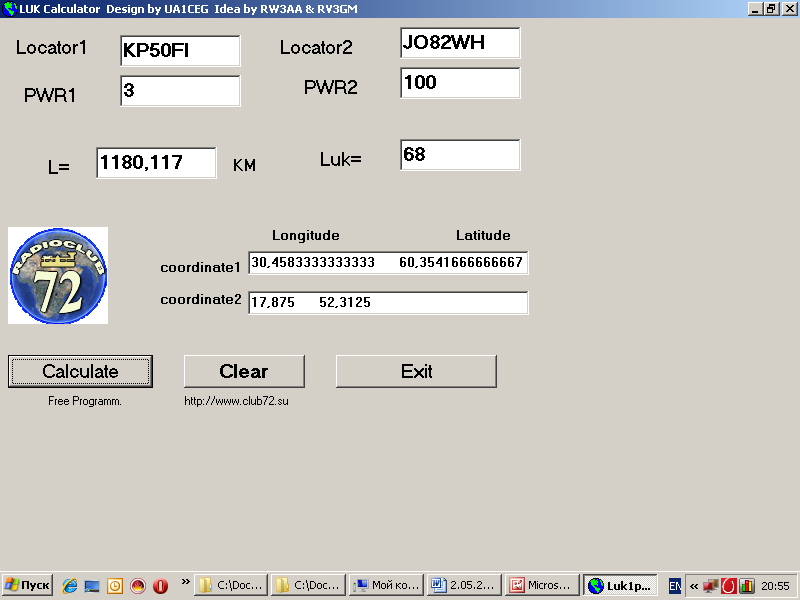 LUK Calculator Design by UA1CEG Idea by RW3AA & RV3GM
Locator1 KP50FI Locator2 JO82WH
PWR1 3 PWR2 100
L= 1180,117 KM Luk= 68
Longitude Latitude
coordinate1 30,4583333333333 60,3541666666667
coordinate2 17,875 52,3125
RADIOCLUB
72
Calculate Clear Exit
Free Programm. http://www.club72.su
Пуск » C:\Doc... C:\Doc... Мой ко... 2.05.2... Micros... Luk1p... EN « 20:55